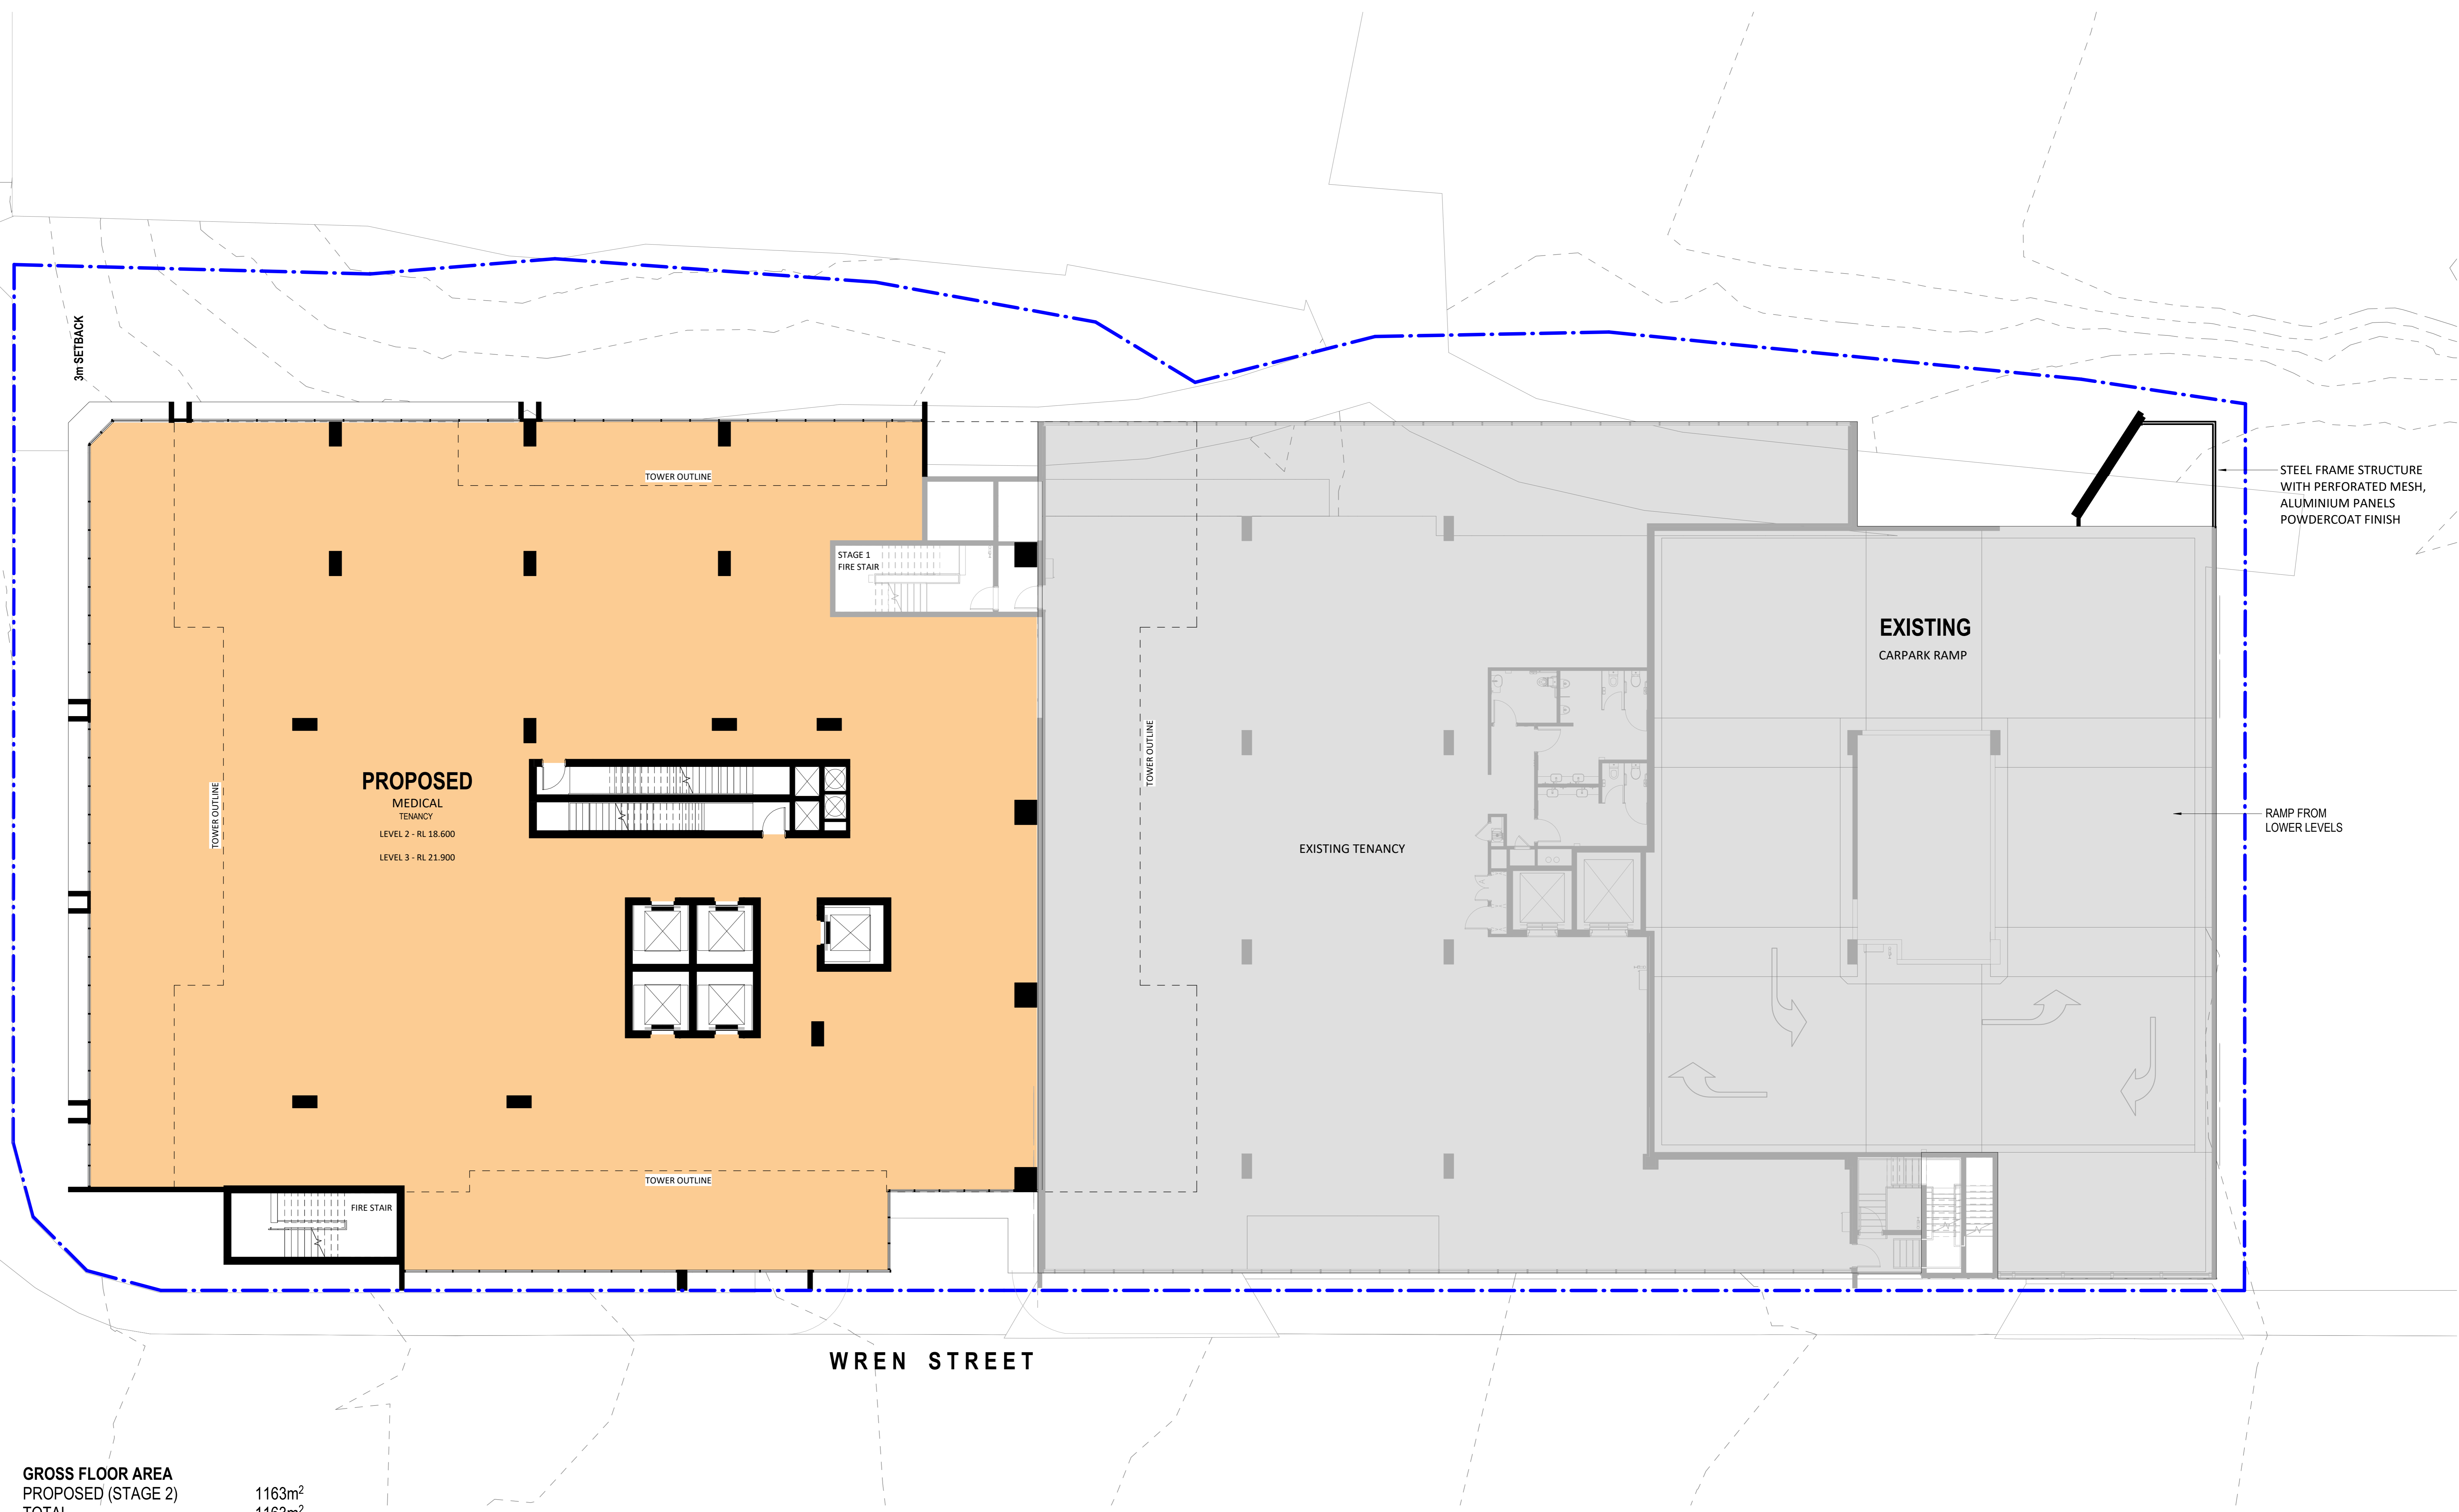 3m SETBACK
TOWER OUTLINE
STEEL FRAME STRUCTURE
WITH PERFORATED MESH,
ALUMINIUM PANELS
POWDERCOAT FINISH
STAGE 1
FIRE STAIR
EXISTING
CARPARK RAMP
TOWER OUTLINE
TOWER OUTLINE
PROPOSED
MEDICAL
TENANCY
LEVEL 2 - RL 18.600
LEVEL 3 - RL 21.900
EXISTING TENANCY
RAMP FROM
LOWER LEVELS
TOWER OUTLINE
FIRE STAIR
WREN STREET
GROSS FLOOR AREA
PROPOSED (STAGE 2) 1163m²
TOTAL 1163m²